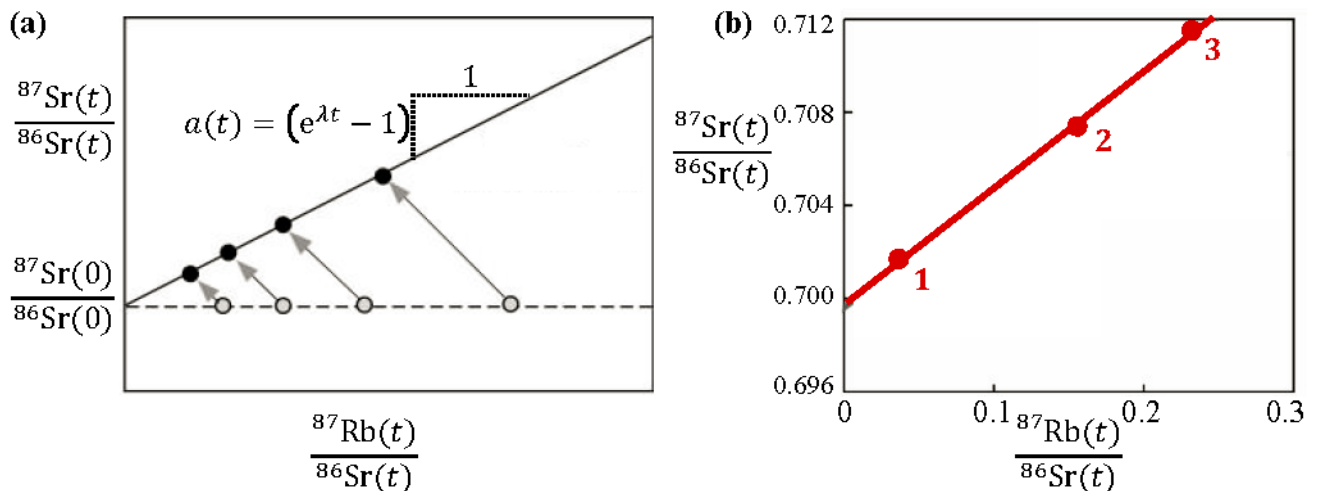 (a)
⁸⁷Sr(t)
⁸⁶Sr(t)
1
a(t) = (e^λt − 1)
⁸⁷Sr(0)
⁸⁶Sr(0)
⁸⁷Rb(t)
⁸⁶Sr(t)
(b)
0.712
0.708
0.704
0.700
0.696
⁸⁷Sr(t)
⁸⁶Sr(t)
1
2
3
0
0.1
0.2
0.3
⁸⁷Rb(t)
⁸⁶Sr(t)